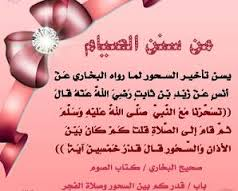 من سنن الصيام
يسن تأخير السحور لما رواه البخاري عن
أنس عن زيد بن ثابت رضي الله عنه قال
((تسحرنا مع النبي صلى الله عليه وسلم
ثم قام إلى الصلاة قلت كم كان بين
الأذان والسحور قال قدر خمسين آية))
صحيح البخاري / كتاب الصوم
باب / قدر كم بين السحور وصلاة الفجر